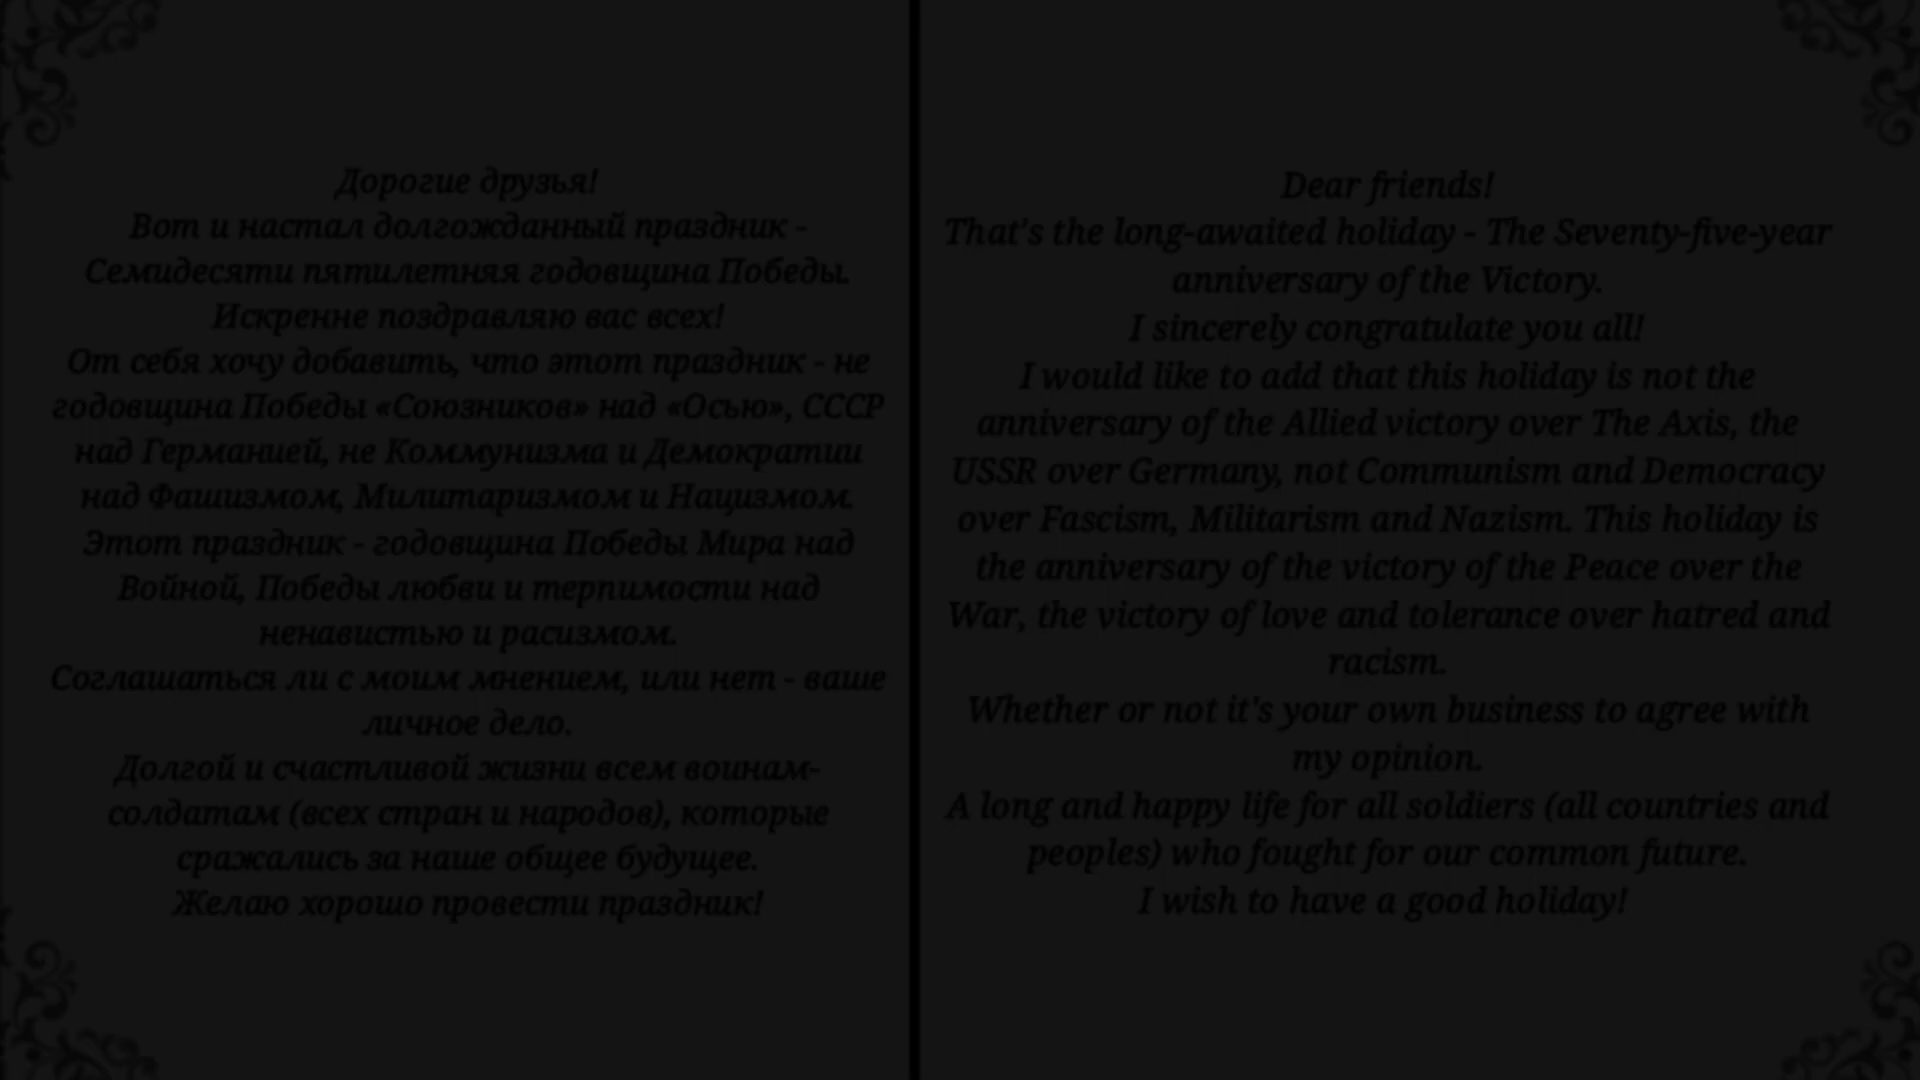 Дорогие друзья!
Вот и настал долгожданный праздник -
Семидесяти пятилетняя годовщина Победы.
Искренне поздравляю вас всех!
От себя хочу добавить, что этот праздник - не
годовщина Победы «Союзников» над «Осью», СССР
над Германией, не Коммунизма и Демократии
над Фашизмом, Милитаризмом и Нацизмом.
Этот праздник - годовщина Победы Мира над
Войной, Победы любви и терпимости над
ненавистью и расизмом.
Соглашаться ли с моим мнением, или нет - ваше
личное дело.
Долгой и счастливой жизни всем воинам-
солдатам (всех стран и народов), которые
сражались за наше общее будущее.
Желаю хорошо провести праздник!
Dear friends!
That's the long-awaited holiday - The Seventy-five-year
anniversary of the Victory.
I sincerely congratulate you all!
I would like to add that this holiday is not the
anniversary of the Allied victory over The Axis, the
USSR over Germany, not Communism and Democracy
over Fascism, Militarism and Nazism. This holiday is
the anniversary of the victory of the Peace over the
War, the victory of love and tolerance over hatred and
racism.
Whether or not it's your own business to agree with
my opinion.
A long and happy life for all soldiers (all countries and
peoples) who fought for our common future.
I wish to have a good holiday!